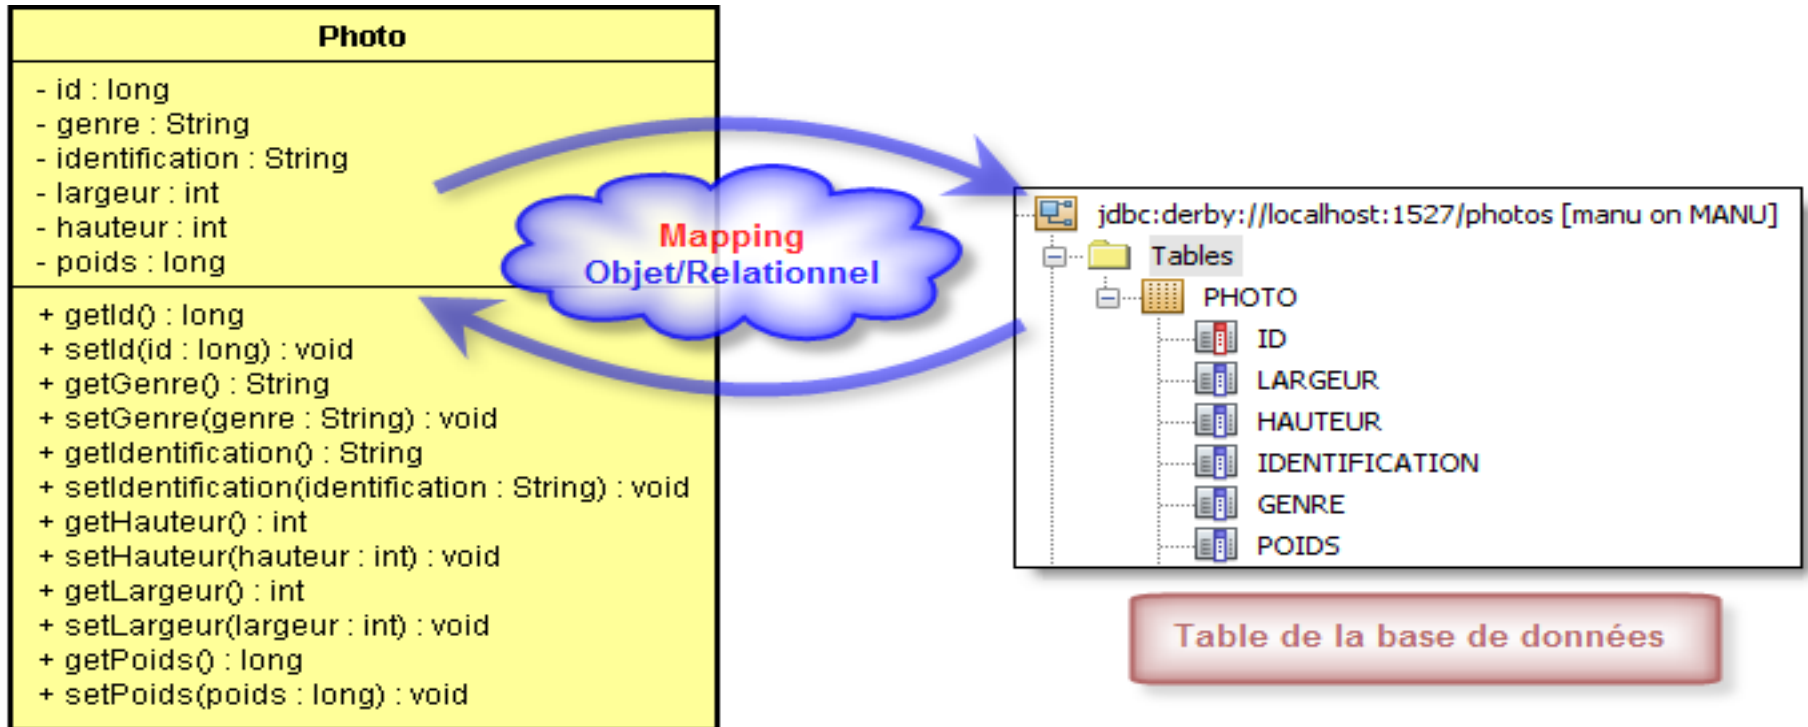 Photo
- id : long
- genre : String
- identification : String
- largeur : int
- hauteur : int
- poids : long
+ getId() : long
+ setId(id : long) : void
+ getGenre() : String
+ setGenre(genre : String) : void
+ getIdentification() : String
+ setIdentification(identification : String) : void
+ getHauteur() : int
+ setHauteur(hauteur : int) : void
+ getLargeur() : int
+ setLargeur(largeur : int) : void
+ getPoids() : long
+ setPoids(poids : long) : void
Mapping
Objet/Relationnel
jdbc:derby://localhost:1527/photos [manu on MANU]
Tables
PHOTO
ID
LARGEUR
HAUTEUR
IDENTIFICATION
GENRE
POIDS
Table de la base de données